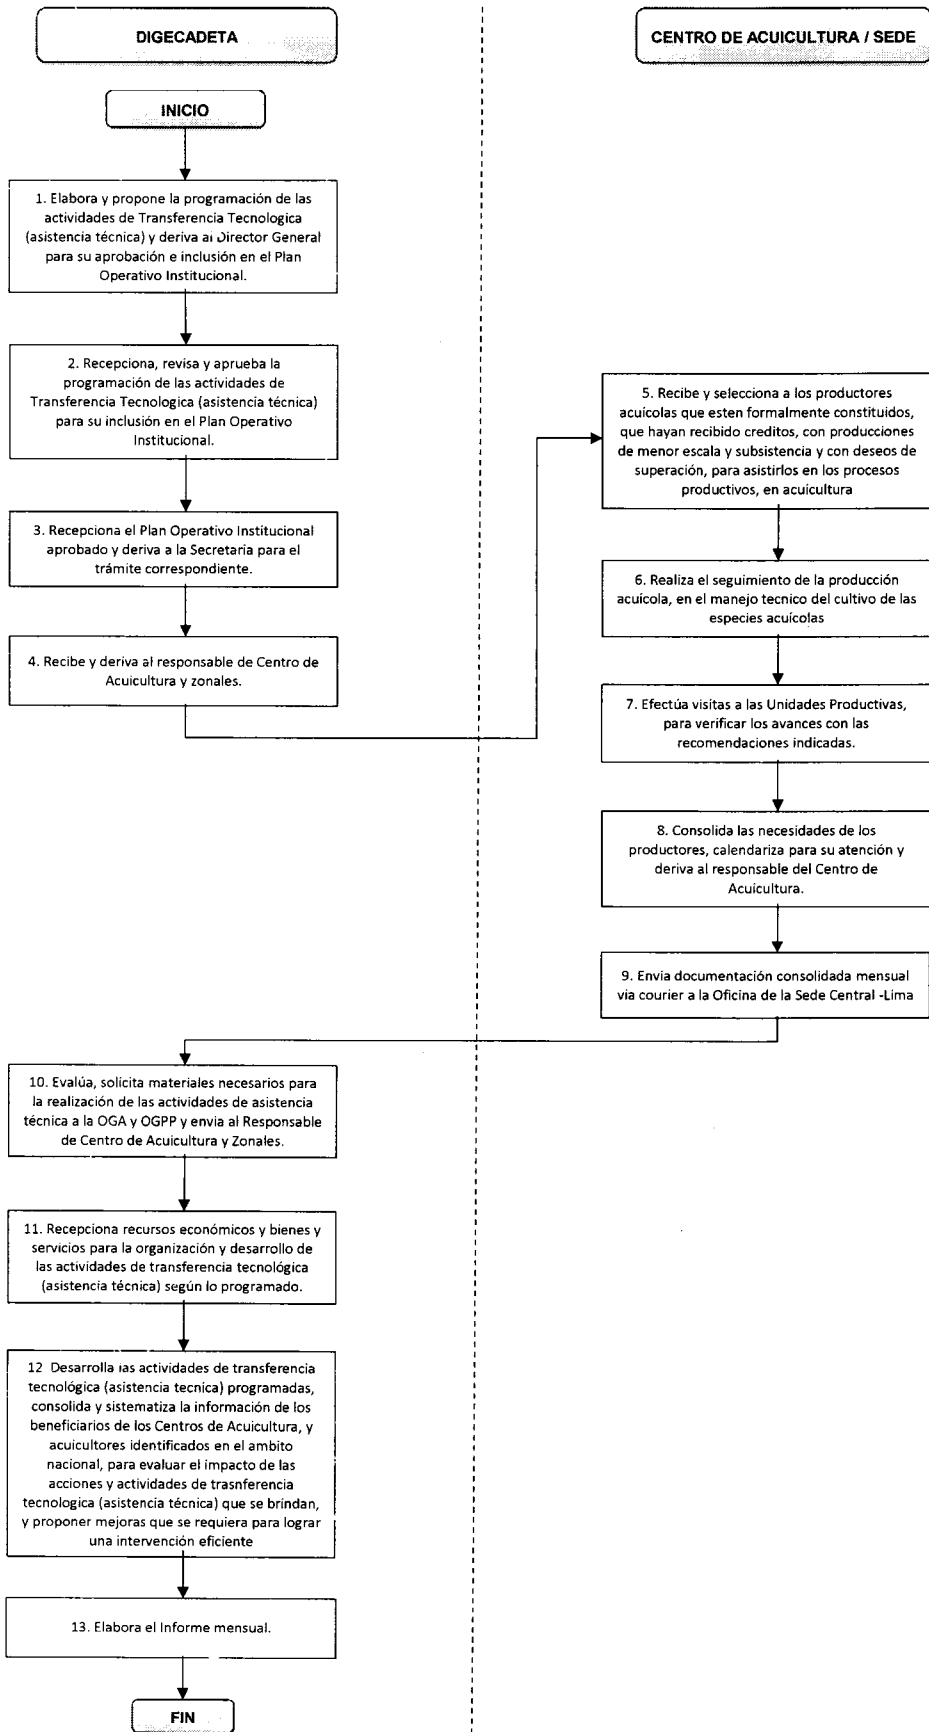 DIGECADETA
CENTRO DE ACUICULTURA / SEDE
INICIO
1. Elabora y propone la programación de las
actividades de Transferencia Tecnologica
(asistencia técnica) y deriva al Director General
para su aprobación e inclusión en el Plan
Operativo Institucional.
2. Recepciona, revisa y aprueba la
programación de las actividades de
Transferencia Tecnologica (asistencia técnica)
para su inclusión en el Plan Operativo
Institucional.
3. Recepciona el Plan Operativo Institucional
aprobado y deriva a la Secretaria para el
trámite correspondiente.
4. Recibe y deriva al responsable de Centro de
Acuicultura y zonales.
5. Recibe y selecciona a los productores
acuícolas que esten formalmente constituidos,
que hayan recibido creditos, con producciones
de menor escala y subsistencia y con deseos de
superación, para asistirlos en los procesos
productivos, en acuicultura
6. Realiza el seguimiento de la producción
acuícola, en el manejo tecnico del cultivo de las
especies acuícolas
7. Efectúa visitas a las Unidades Productivas,
para verificar los avances con las
recomendaciones indicadas.
8. Consolida las necesidades de los
productores, calendariza para su atención y
deriva al responsable del Centro de
Acuicultura.
9. Envia documentación consolidada mensual
via courier a la Oficina de la Sede Central -Lima
10. Evalúa, solicita materiales necesarios para
la realización de las actividades de asistencia
técnica a la OGA y OGPP y envia al Responsable
de Centro de Acuicultura y Zonales.
11. Recepciona recursos económicos y bienes y
servicios para la organización y desarrollo de
las actividades de transferencia tecnológica
(asistencia técnica) según lo programado.
12 Desarrolla las actividades de transferencia
tecnológica (asistencia tecnica) programadas,
consolida y sistematiza la información de los
beneficiarios de los Centros de Acuicultura, y
acuicultores identificados en el ambito
nacional, para evaluar el impacto de las
acciones y actividades de trasnferencia
tecnologica (asistencia técnica) que se brindan,
y proponer mejoras que se requiera para lograr
una intervención eficiente
13. Elabora el Informe mensual.
FIN